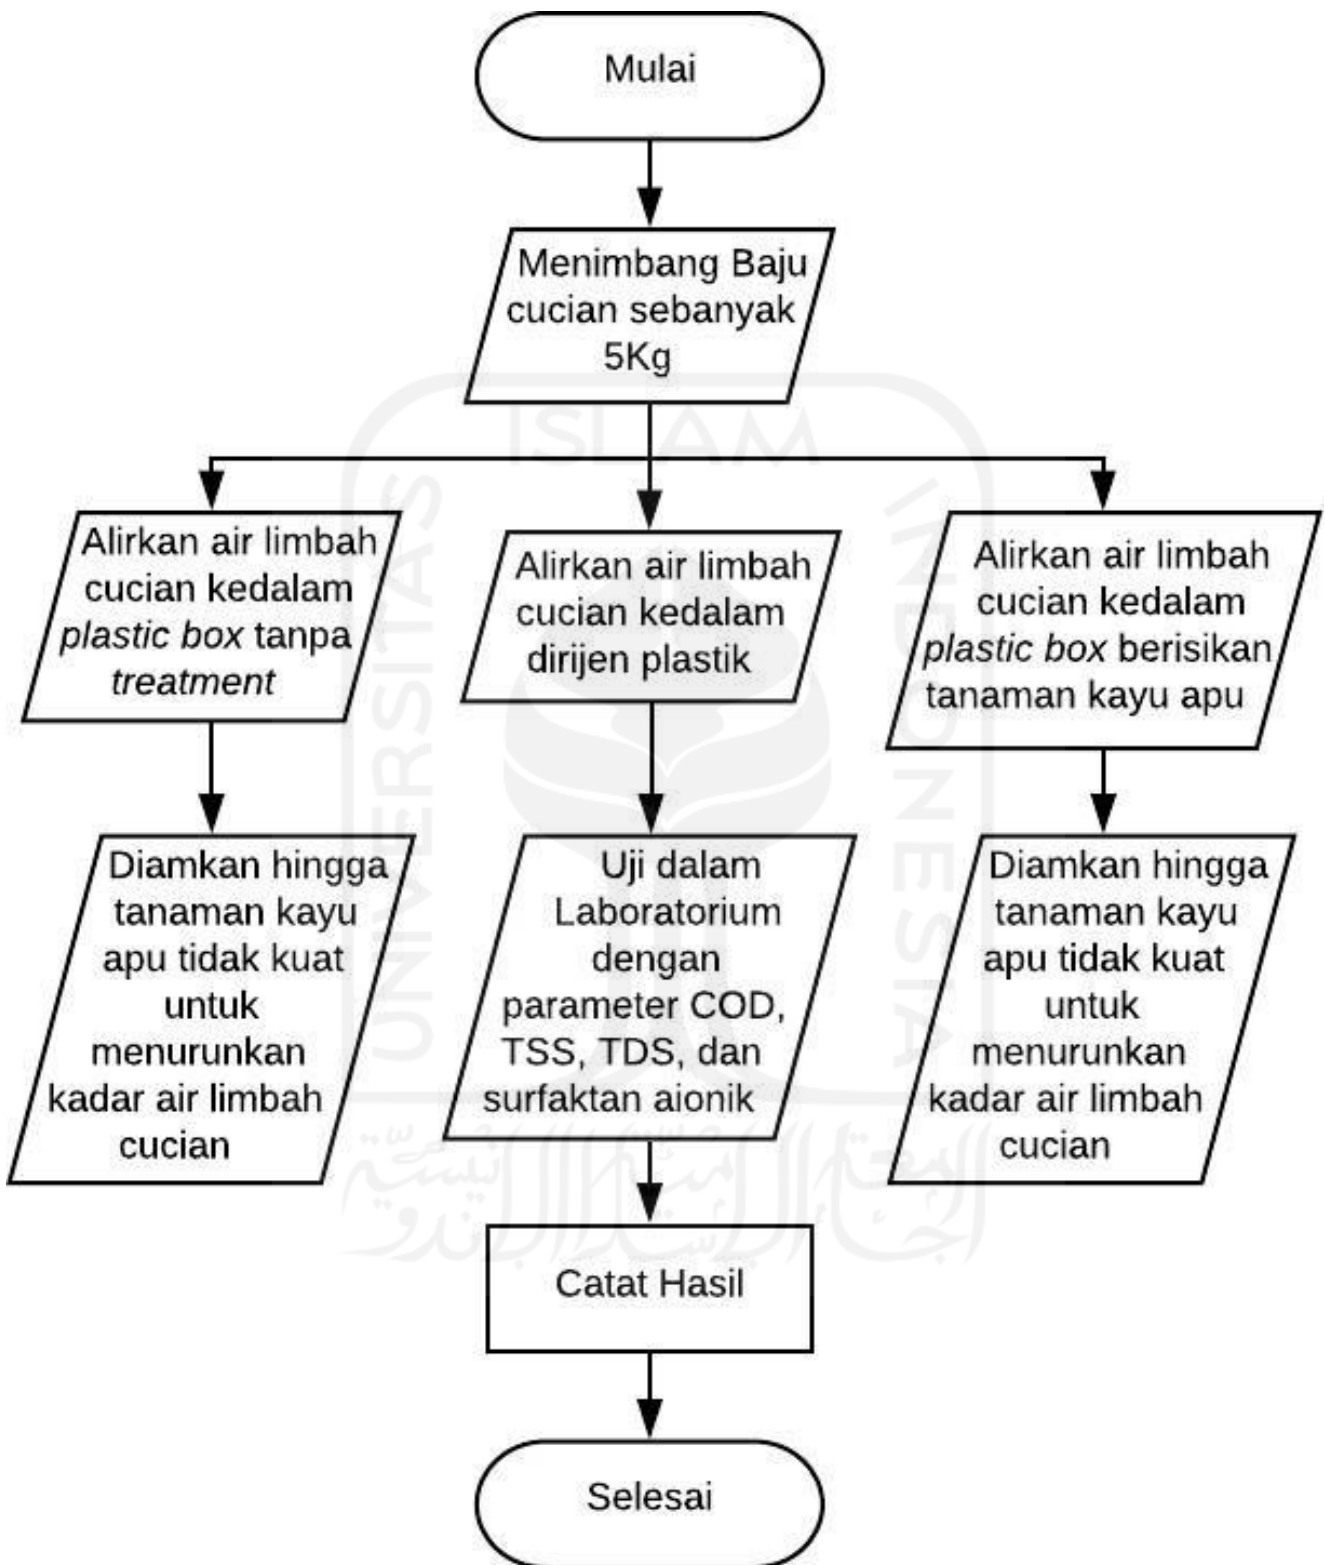 Mulai
Menimbang Baju
cucian sebanyak
5Kg
Alirkan air limbah
cucian kedalam
plastic box tanpa
treatment
Alirkan air limbah
cucian kedalam
dirijen plastik
Alirkan air limbah
cucian kedalam
plastic box berisikan
tanaman kayu apu
Diamkan hingga
tanaman kayu
apu tidak kuat
untuk
menurunkan
kadar air limbah
cucian
Uji dalam
Laboratorium
dengan
parameter COD,
TSS, TDS, dan
surfaktan aionik
Diamkan hingga
tanaman kayu
apu tidak kuat
untuk
menurunkan
kadar air limbah
cucian
Catat Hasil
Selesai
ISLAM
UNIVERSITAS
INDONESIA